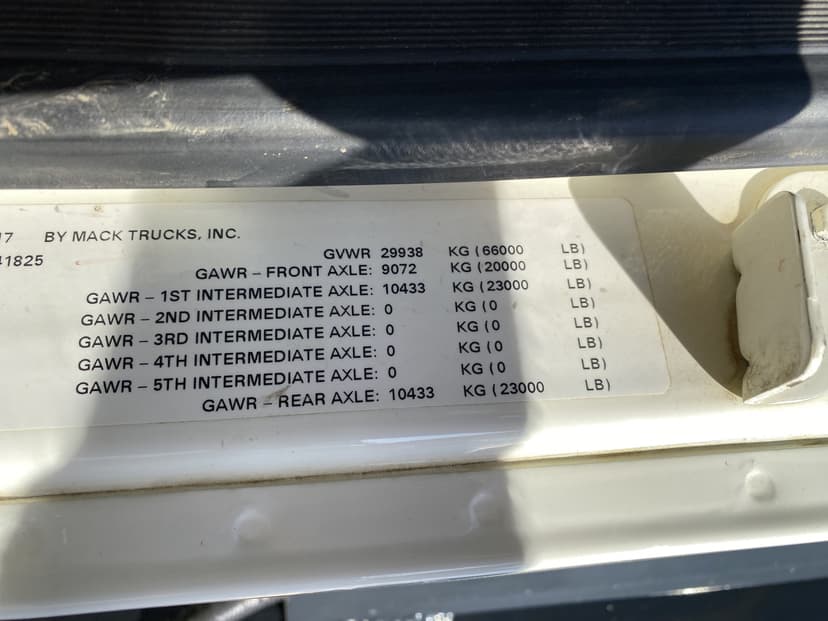 17 BY MACK TRUCKS, INC.
41825
GVWR 29938 KG ( 66000 LB)
GAWR – FRONT AXLE: 9072 KG ( 20000 LB)
GAWR – 1ST INTERMEDIATE AXLE: 10433 KG ( 23000 LB)
GAWR – 2ND INTERMEDIATE AXLE: 0 KG ( 0 LB)
GAWR – 3RD INTERMEDIATE AXLE: 0 KG ( 0 LB)
GAWR – 4TH INTERMEDIATE AXLE: 0 KG ( 0 LB)
GAWR – 5TH INTERMEDIATE AXLE: 0 KG ( 0 LB)
GAWR – REAR AXLE: 10433 KG ( 23000 LB)